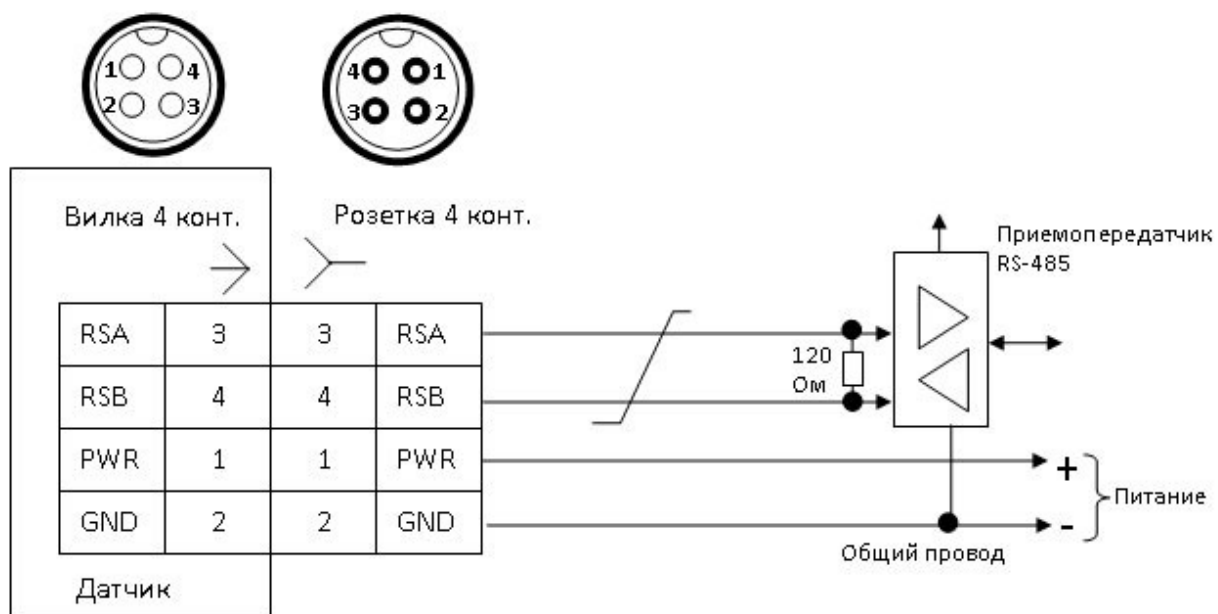 1 4
2 3
4 1
3 2
Вилка 4 конт.
Розетка 4 конт.
Приемопередатчик
RS-485
RSA 3 3 RSA
RSB 4 4 RSB
PWR 1 1 PWR
GND 2 2 GND
120
Ом
+
-
Питание
Общий провод
Датчик